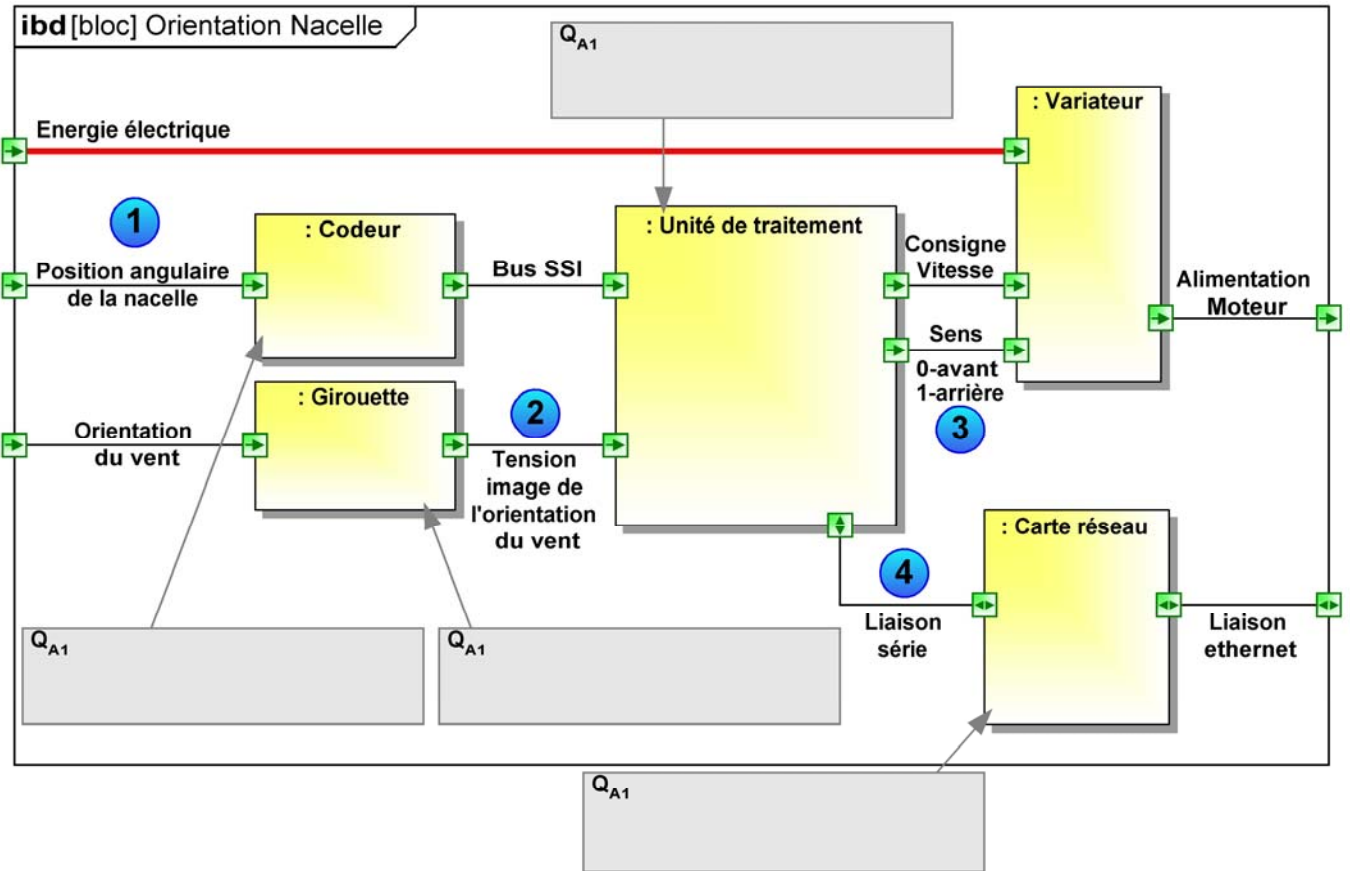 ibd [bloc] Orientation Nacelle
QA1
: Variateur
Energie électrique
1
: Codeur
: Unité de traitement
Position angulaire
de la nacelle
Bus SSI
Consigne
Vitesse
Alimentation
Moteur
Sens
0-avant
1-arrière
3
: Girouette
2
Orientation
du vent
Tension
image de
l'orientation
du vent
: Carte réseau
4
Liaison
série
Liaison
ethernet
QA1
QA1
QA1